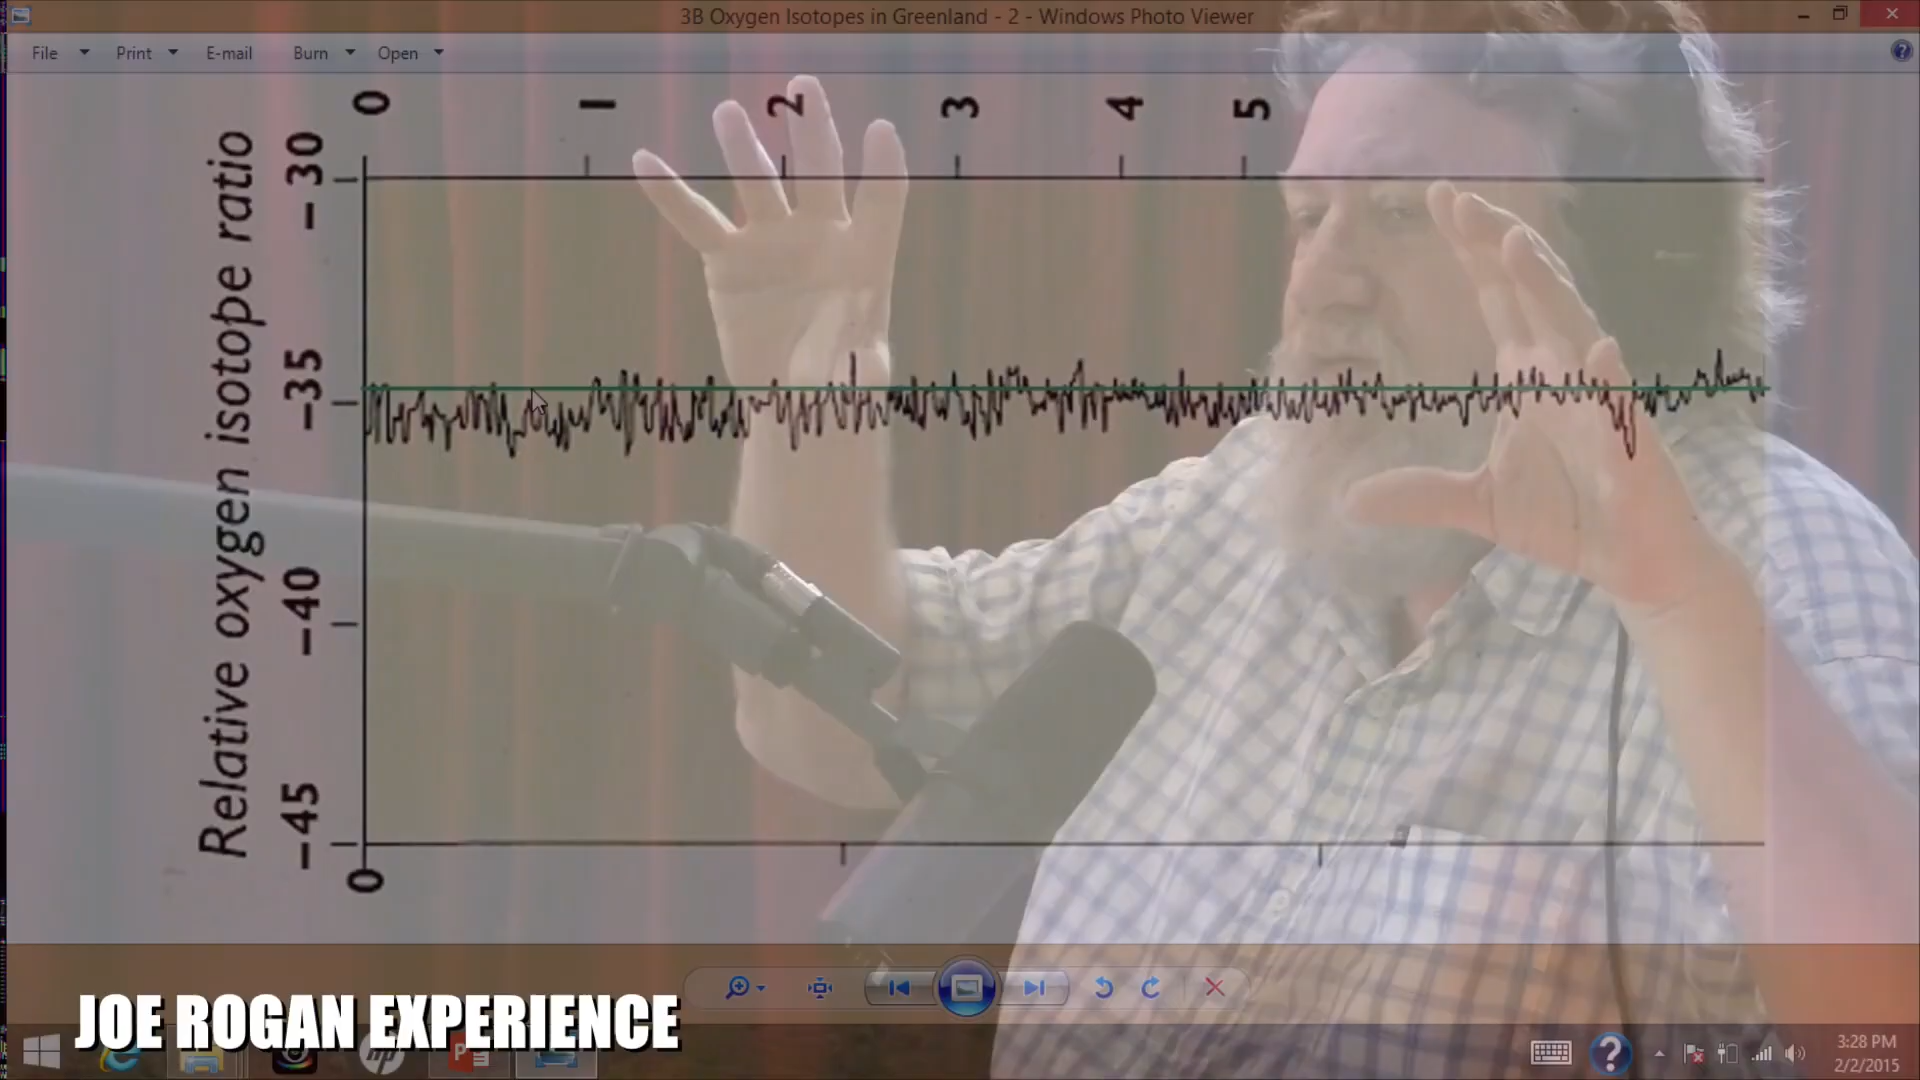 3B Oxygen Isotopes in Greenland - 2 - Windows Photo Viewer
File Print E-mail Burn Open
0 1 2 3 4 5
Relative oxygen isotope ratio
-30
-35
-40
-45
0
JOE ROGAN EXPERIENCE
hp
3:28 PM
2/2/2015